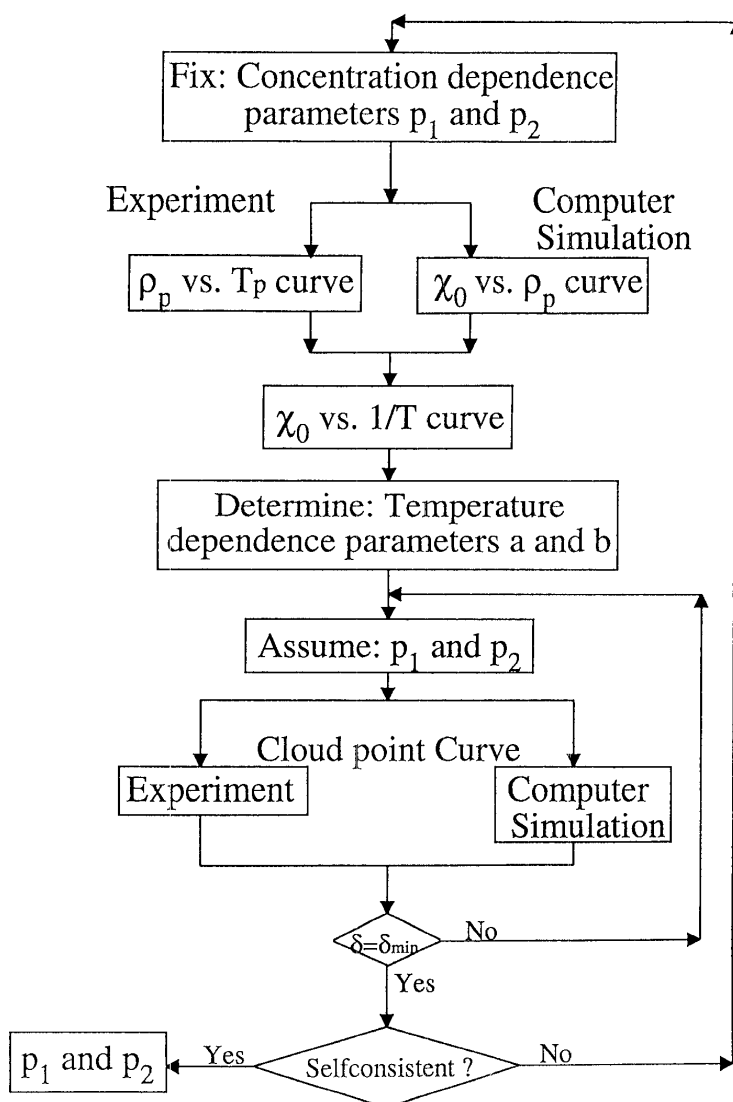 Fix: Concentration dependence
parameters p₁ and p₂
Experiment
Computer
Simulation
ρₚ vs. Tp curve
χ₀ vs. ρₚ curve
χ₀ vs. 1/T curve
Determine: Temperature
dependence parameters a and b
Assume: p₁ and p₂
Cloud point Curve
Experiment
Computer
Simulation
δ=δmin
No
Yes
Selfconsistent ?
Yes
No
p₁ and p₂